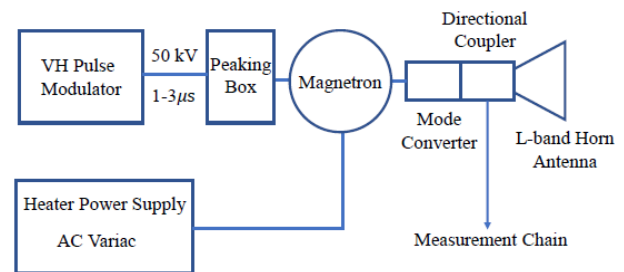 Directional
Coupler
VH Pulse
Modulator
50 kV
1-3μs
Peaking
Box
Magnetron
Mode
Converter
L-band Horn
Antenna
Heater Power Supply
AC Variac
Measurement Chain